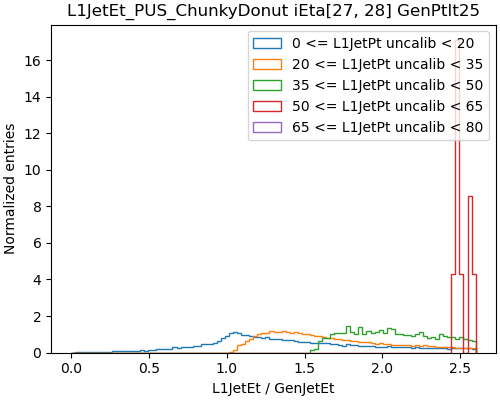 L1JetEt_PUS_ChunkyDonut iEta[27, 28] GenPtlt25
0 <= L1JetPt uncalib < 20
20 <= L1JetPt uncalib < 35
35 <= L1JetPt uncalib < 50
50 <= L1JetPt uncalib < 65
65 <= L1JetPt uncalib < 80
Normalized entries
16
14
12
10
8
6
4
2
0
0.0 0.5 1.0 1.5 2.0 2.5
L1JetEt / GenJetEt